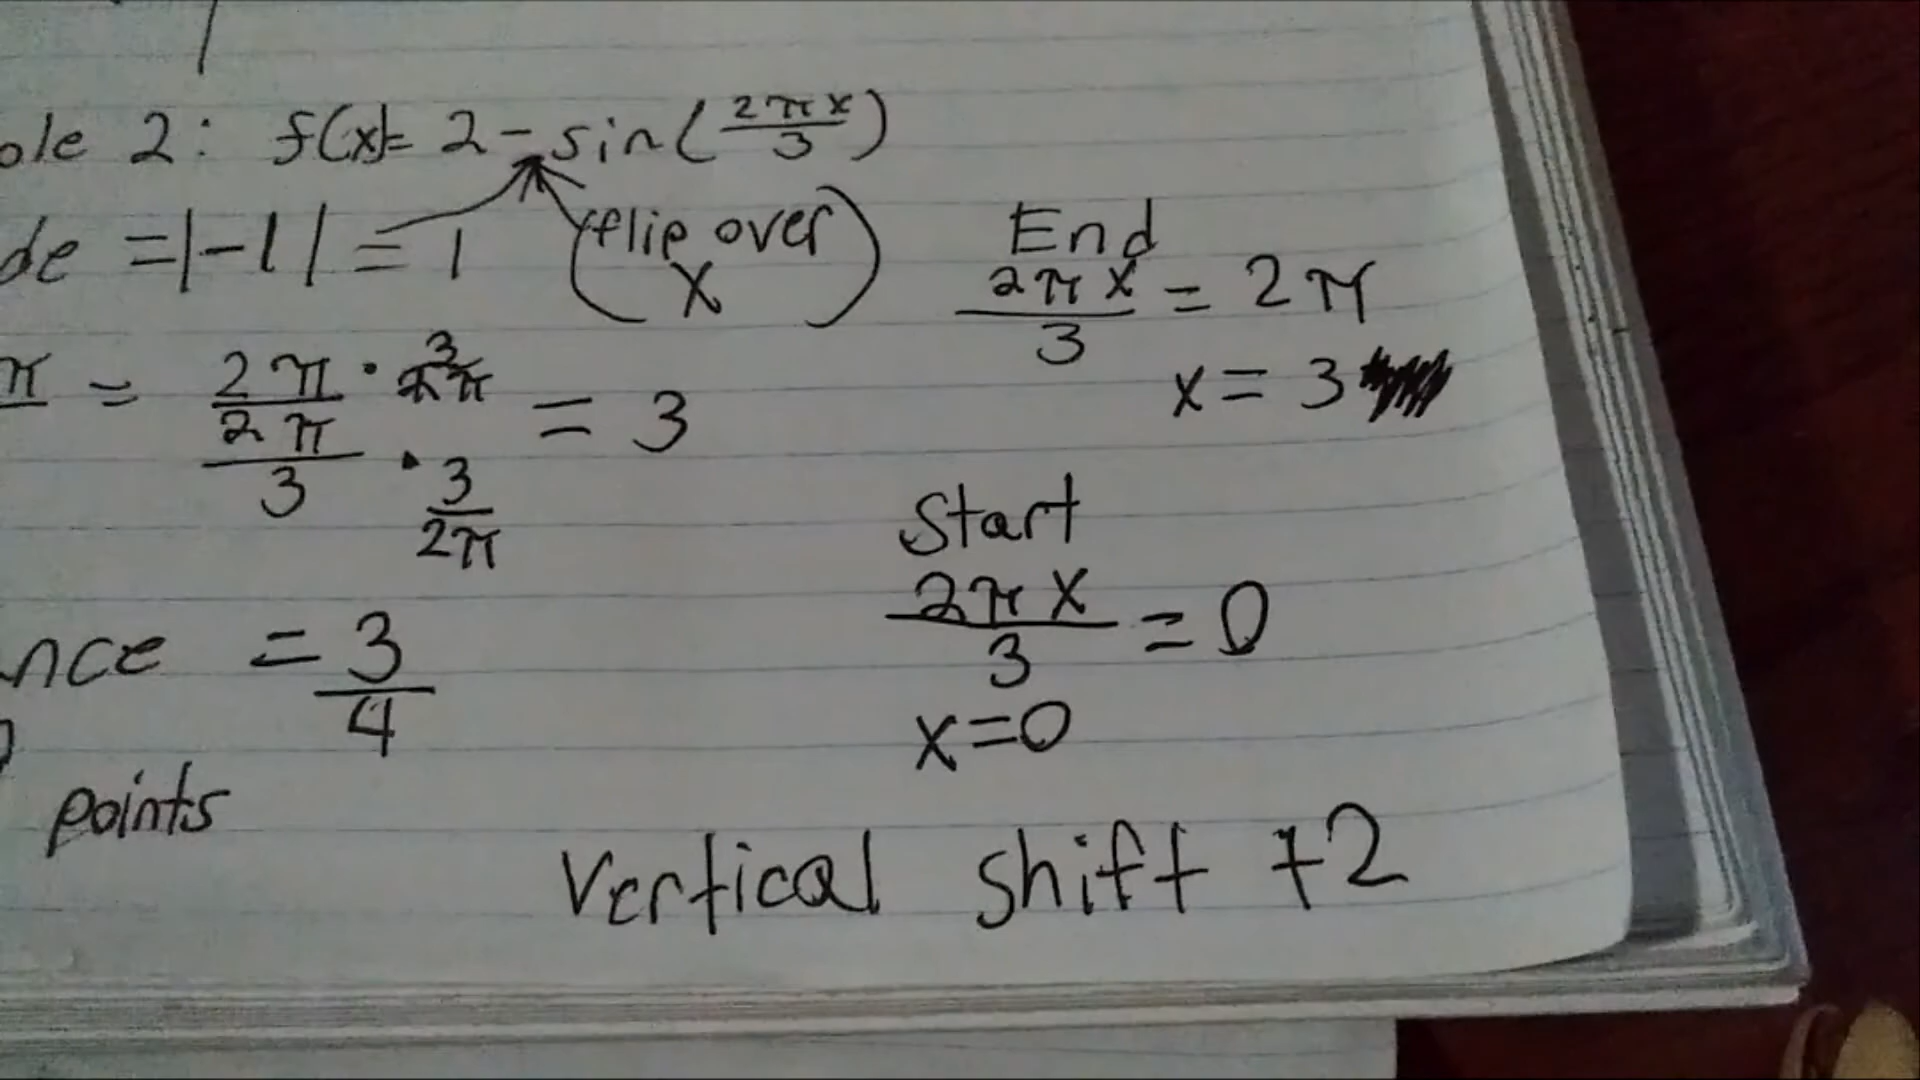 ole 2: f(x)= 2 - sin(2πx/3)
de = |-1| = 1 (flip over x)
π = 2π/(2π/3) · (3/2π)/(3/2π) = 3
nce = 3/4
points
End
2πx/3 = 2π
x = 3
Start
2πx/3 = 0
x=0
Vertical shift +2